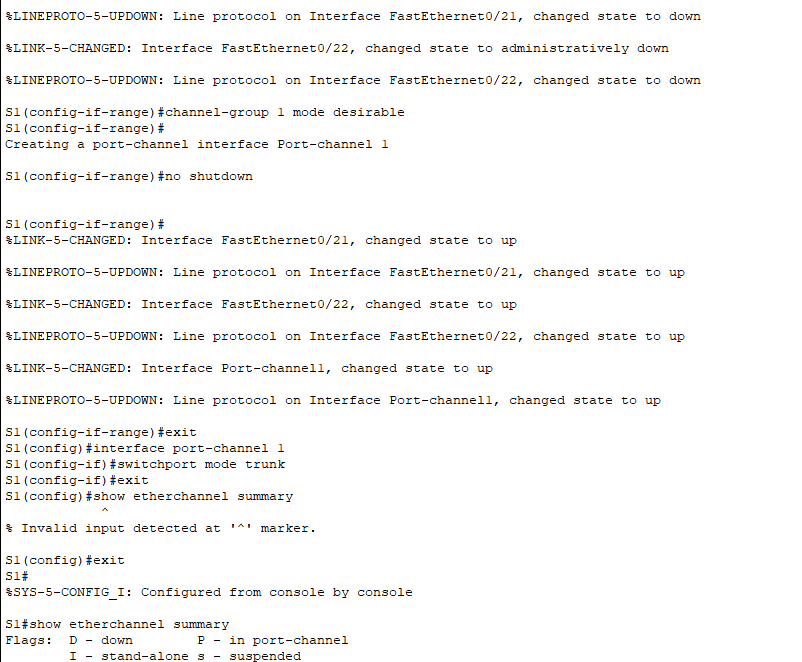 %LINEPROTO-5-UPDOWN: Line protocol on Interface FastEthernet0/21, changed state to down
%LINK-5-CHANGED: Interface FastEthernet0/22, changed state to administratively down
%LINEPROTO-5-UPDOWN: Line protocol on Interface FastEthernet0/22, changed state to down
S1(config-if-range)#channel-group 1 mode desirable
S1(config-if-range)#
Creating a port-channel interface Port-channel 1
S1(config-if-range)#no shutdown
S1(config-if-range)#
%LINK-5-CHANGED: Interface FastEthernet0/21, changed state to up
%LINEPROTO-5-UPDOWN: Line protocol on Interface FastEthernet0/21, changed state to up
%LINK-5-CHANGED: Interface FastEthernet0/22, changed state to up
%LINEPROTO-5-UPDOWN: Line protocol on Interface FastEthernet0/22, changed state to up
%LINK-5-CHANGED: Interface Port-channel1, changed state to up
%LINEPROTO-5-UPDOWN: Line protocol on Interface Port-channel1, changed state to up
S1(config-if-range)#exit
S1(config)#interface port-channel 1
S1(config-if)#switchport mode trunk
S1(config-if)#exit
S1(config)#show etherchannel summary
^
% Invalid input detected at '^' marker.
S1(config)#exit
S1#
%SYS-5-CONFIG_I: Configured from console by console
S1#show etherchannel summary
Flags:  D - down        P - in port-channel
        I - stand-alone s - suspended